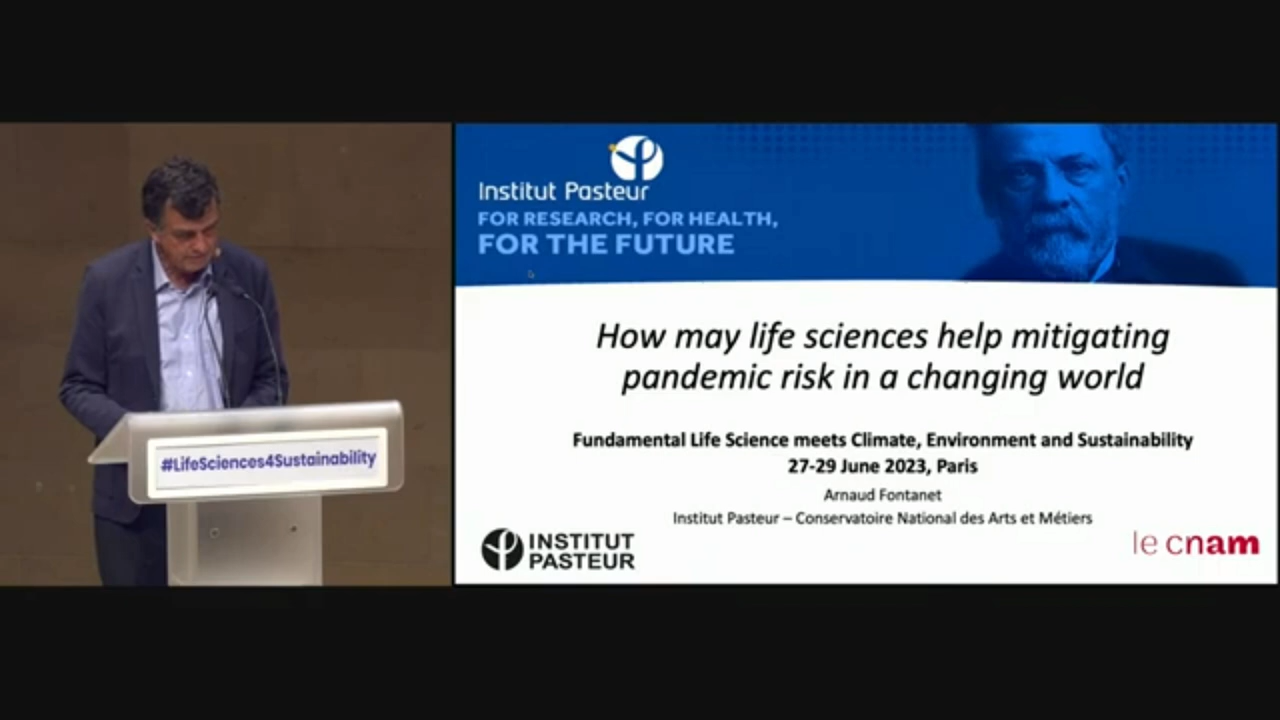 #LifeSciences4Sustainability
Institut Pasteur
FOR RESEARCH, FOR HEALTH,
FOR THE FUTURE
How may life sciences help mitigating
pandemic risk in a changing world
Fundamental Life Science meets Climate, Environment and Sustainability
27-29 June 2023, Paris
Arnaud Fontanet
Institut Pasteur – Conservatoire National des Arts et Métiers
INSTITUT
PASTEUR
le cnam